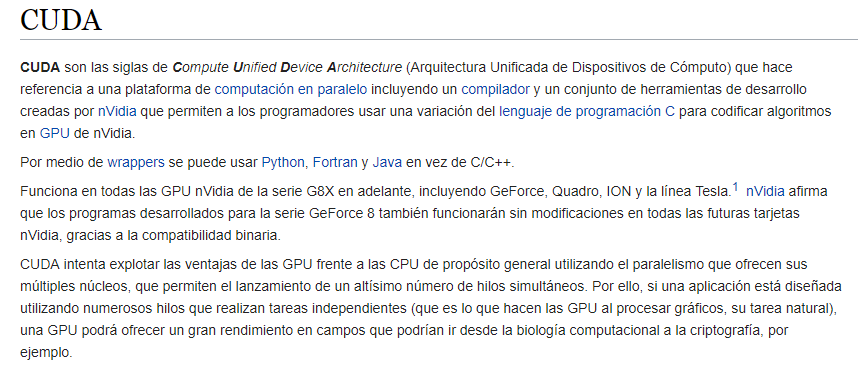 CUDA
CUDA son las siglas de Compute Unified Device Architecture (Arquitectura Unificada de Dispositivos de Cómputo) que hace
referencia a una plataforma de computación en paralelo incluyendo un compilador y un conjunto de herramientas de desarrollo
creadas por nVidia que permiten a los programadores usar una variación del lenguaje de programación C para codificar algoritmos
en GPU de nVidia.
Por medio de wrappers se puede usar Python, Fortran y Java en vez de C/C++.
Funciona en todas las GPU nVidia de la serie G8X en adelante, incluyendo GeForce, Quadro, ION y la línea Tesla.1 nVidia afirma
que los programas desarrollados para la serie GeForce 8 también funcionarán sin modificaciones en todas las futuras tarjetas
nVidia, gracias a la compatibilidad binaria.
CUDA intenta explotar las ventajas de las GPU frente a las CPU de propósito general utilizando el paralelismo que ofrecen sus
múltiples núcleos, que permiten el lanzamiento de un altísimo número de hilos simultáneos. Por ello, si una aplicación está diseñada
utilizando numerosos hilos que realizan tareas independientes (que es lo que hacen las GPU al procesar gráficos, su tarea natural),
una GPU podrá ofrecer un gran rendimiento en campos que podrían ir desde la biología computacional a la criptografía, por
ejemplo.